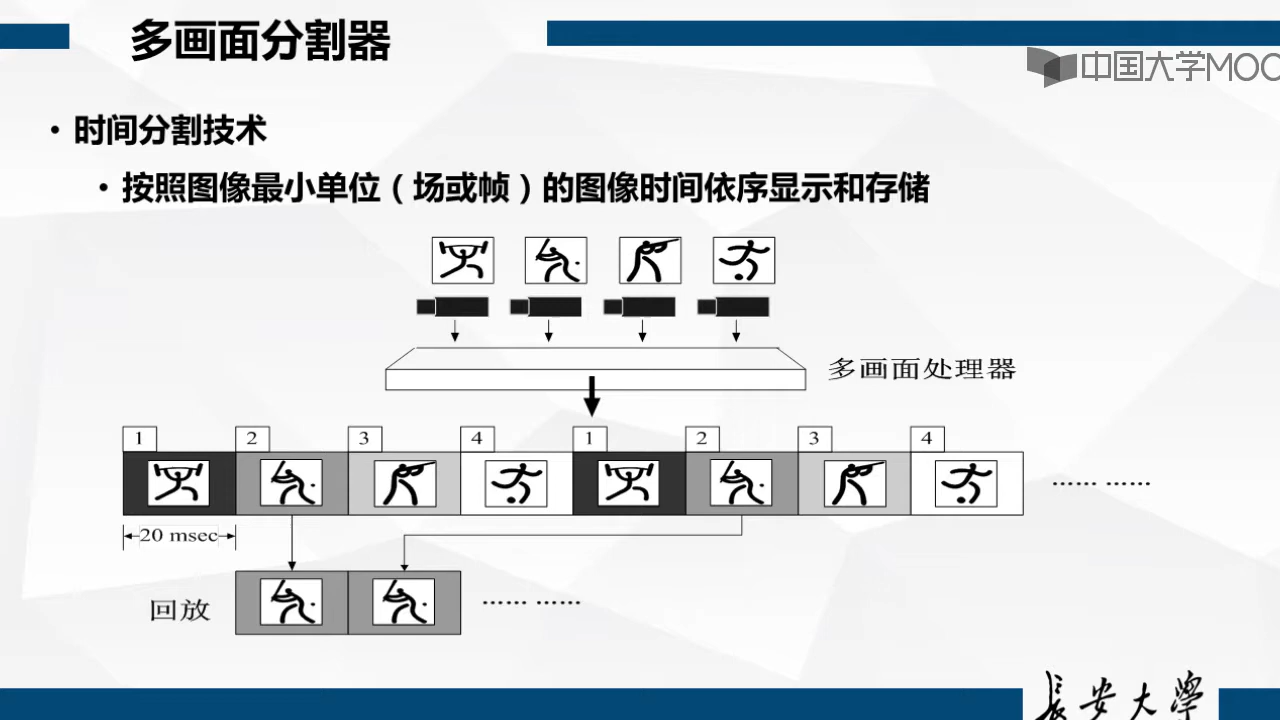 多画面分割器
中国大学MOO
• 时间分割技术
• 按照图像最小单位（场或帧）的图像时间依序显示和存储
多画面处理器
1 2 3 4 1 2 3 4
…… ……
20 msec
回放 …… ……
长安大学